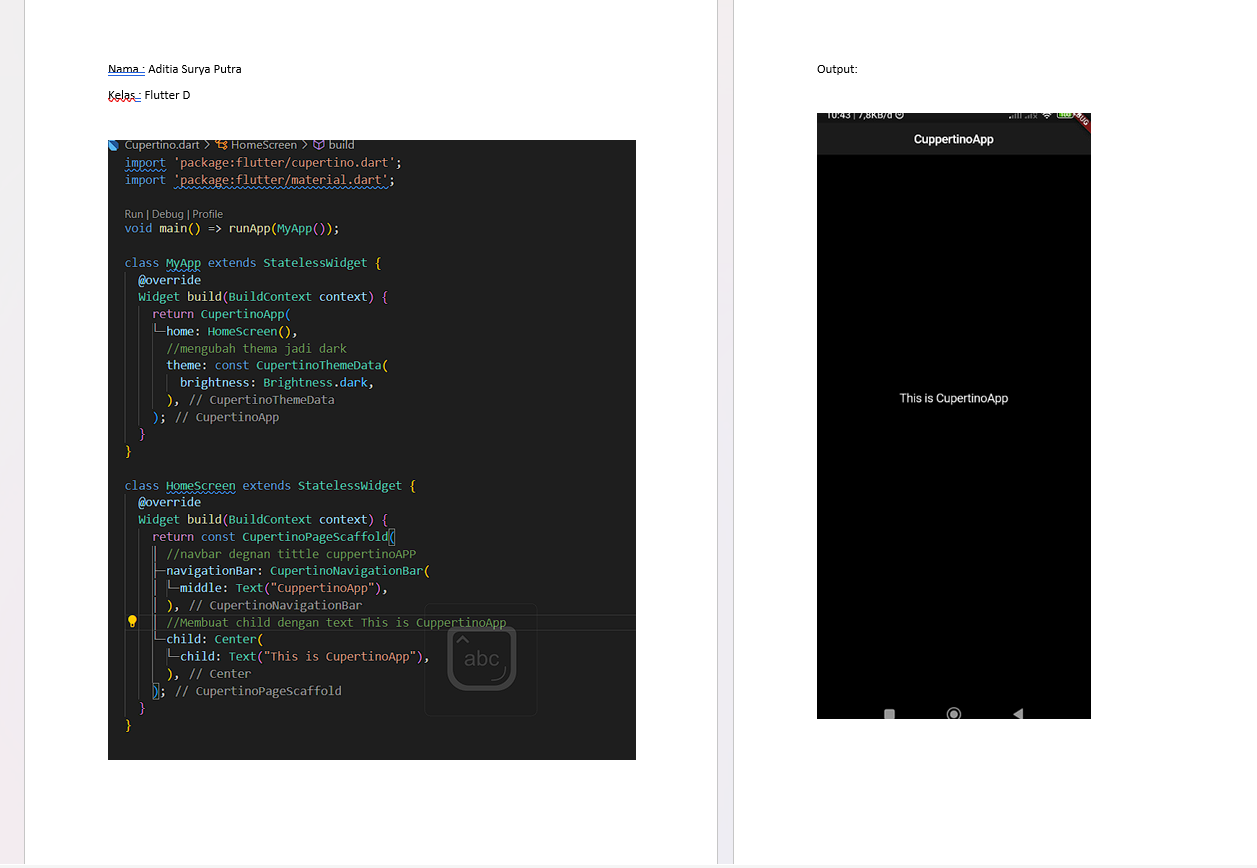 Nama : Aditia Surya Putra
Kelas : Flutter D
Cupertino.dart > HomeScreen > build
import 'package:flutter/cupertino.dart';
import 'package:flutter/material.dart';
Run | Debug | Profile
void main() => runApp(MyApp());
class MyApp extends StatelessWidget {
@override
Widget build(BuildContext context) {
return CupertinoApp(
home: HomeScreen(),
//mengubah thema jadi dark
theme: const CupertinoThemeData(
brightness: Brightness.dark,
), // CupertinoThemeData
); // CupertinoApp
}
}
class HomeScreen extends StatelessWidget {
@override
Widget build(BuildContext context) {
return const CupertinoPageScaffold(
//navbar degnan tittle cuppertinoAPP
navigationBar: CupertinoNavigationBar(
middle: Text("CuppertinoApp"),
), // CupertinoNavigationBar
//Membuat child dengan text This is CuppertinoApp
child: Center(
child: Text("This is CupertinoApp"),
), // Center
); // CupertinoPageScaffold
}
}
abc
Output:
10:43 | 7,8KB/d
CuppertinoApp
This is CupertinoApp